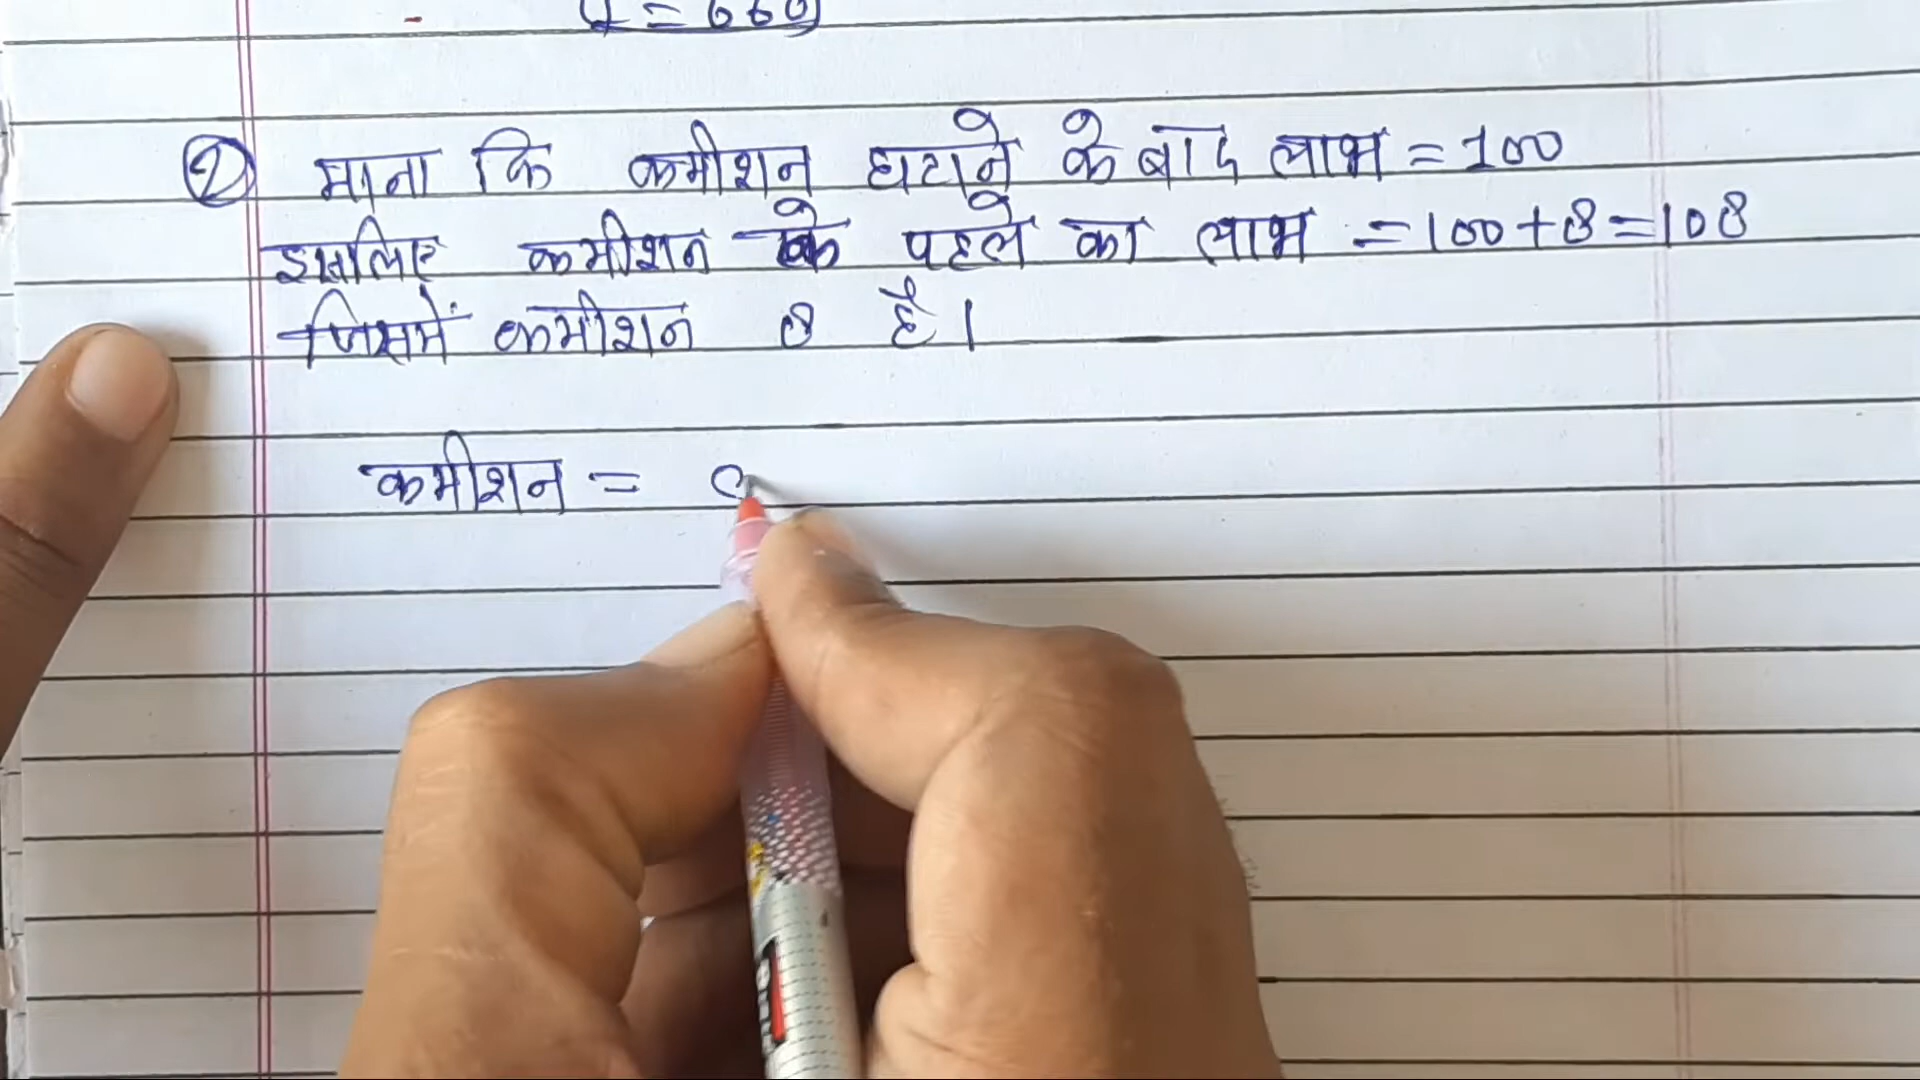 ② माना कि कमीशन घटाने के बाद लाभ = 100
इसलिए कमीशन के पहले का लाभ = 100 + 8 = 108
जिसमें कमीशन 8 है।
कमीशन =